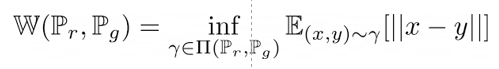 𝕎(ℙ_r, ℙ_g) = inf_{γ∈Π(ℙ_r,ℙ_g)} 𝔼_{(x,y)∼γ}[||x − y||]